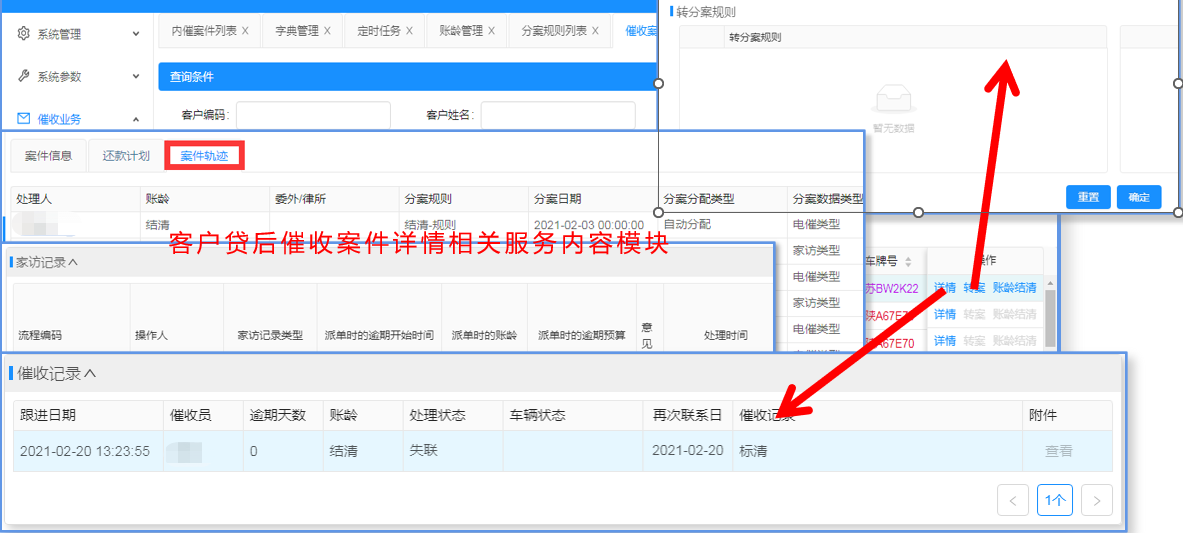 系统管理
系统参数
催收业务
内催案件列表 X
字典管理 X
定时任务 X
账龄管理 X
分案规则列表 X
催收案
查询条件
客户编码:
客户姓名:
转分案规则
转分案规则
暂无数据
重置
确定
案件信息
还款计划
案件轨迹
处理人
账龄
委外/律所
分案规则
分案日期
分案分配类型
分案数据类型
结清
结清-规则
2021-02-03 00:00:00
自动分配
电催类型
家访类型
电催类型
家访类型
电催类型
客户贷后催收案件详情相关服务内容模块
车牌号
作
苏BW2K22
详情 转案 账龄结清
陕A67E70
详情 转案 账龄结清
A67E70
详情 转案 账龄结清
家访记录
流程编码
操作人
家访记录类型
派单时的逾期开始时间
派单时的账龄
派单时的逾期预算
意见
处理时间
催收记录
跟进日期
催收员
逾期天数
账龄
处理状态
车辆状态
再次联系日
催收记录
附件
2021-02-20 13:23:55
0
结清
失联
2021-02-20
标清
查看
<
1个
>